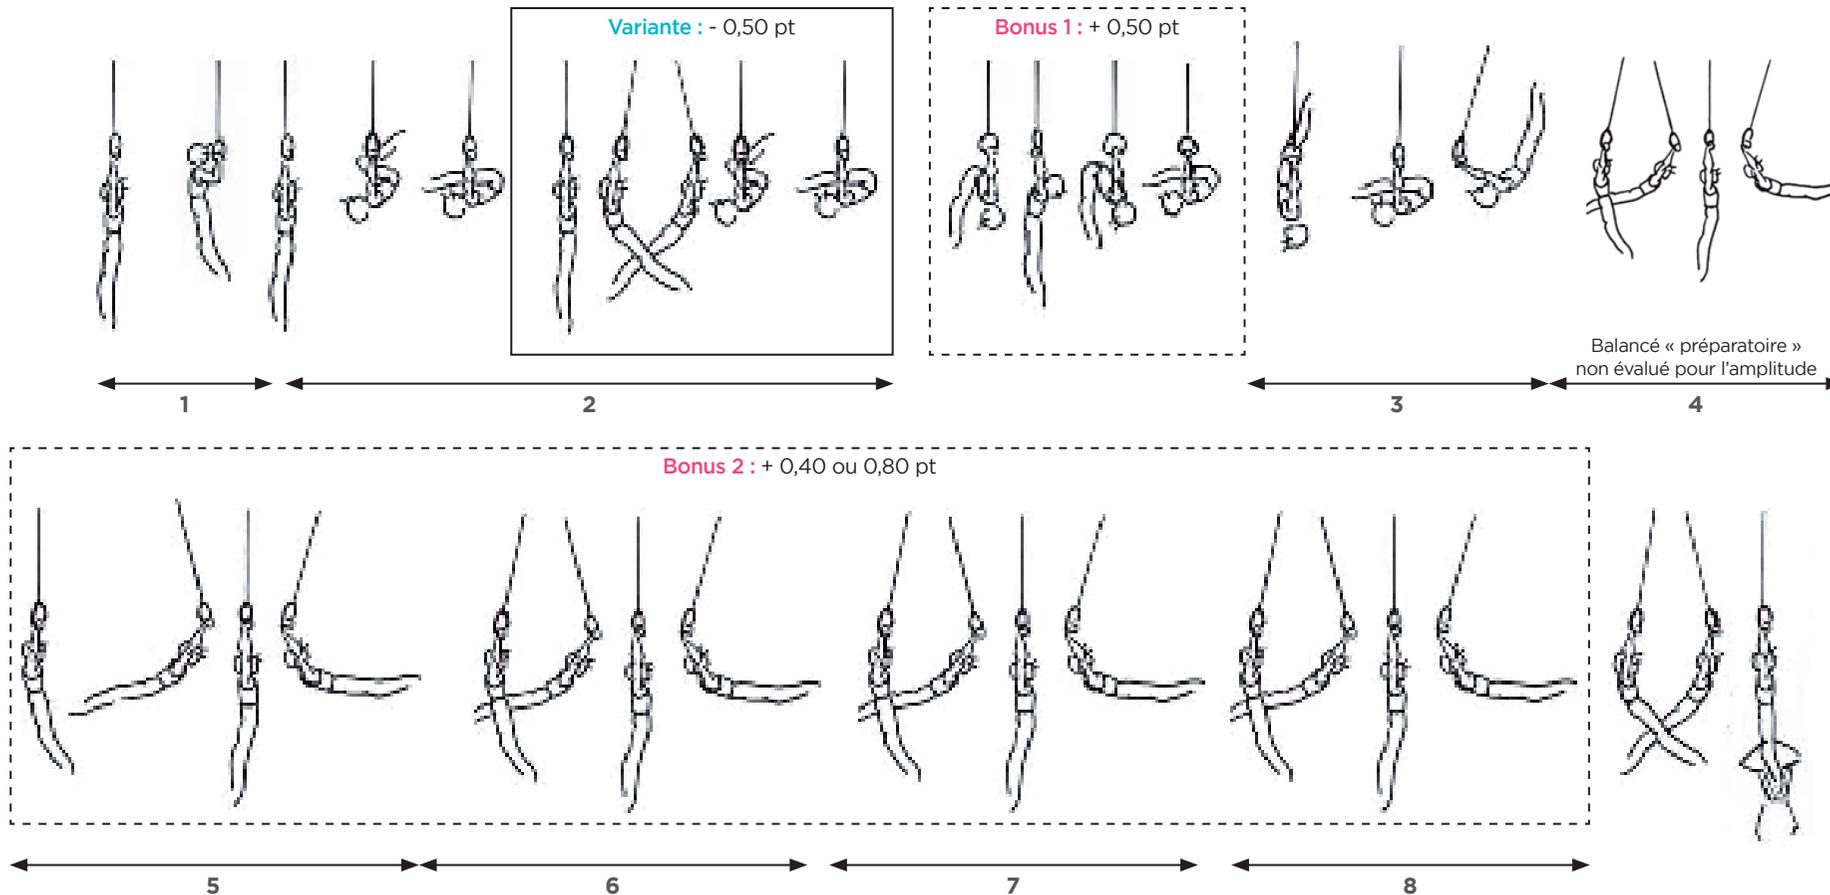 Variante : - 0,50 pt
Bonus 1 : + 0,50 pt
Balancé « préparatoire »
non évalué pour l'amplitude
1
2
3
4
Bonus 2 : + 0,40 ou 0,80 pt
5
6
7
8